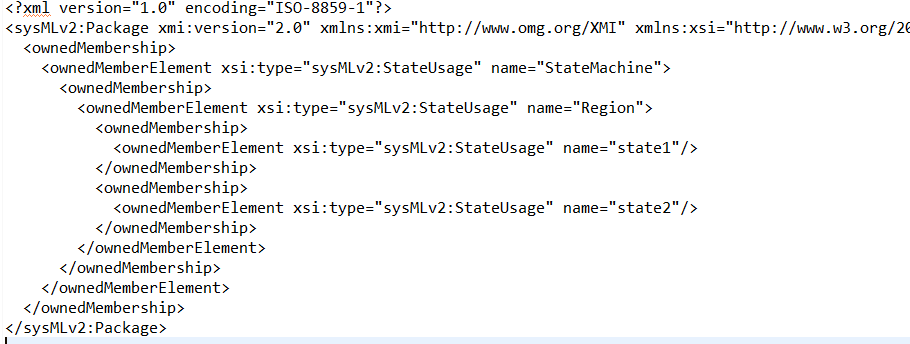 <?xml version="1.0" encoding="ISO-8859-1"?>
<sysMLv2:Package xmi:version="2.0" xmlns:xmi="http://www.omg.org/XMI" xmlns:xsi="http://www.w3.org/20
<ownedMembership>
<ownedMemberElement xsi:type="sysMLv2:StateUsage" name="StateMachine">
<ownedMembership>
<ownedMemberElement xsi:type="sysMLv2:StateUsage" name="Region">
<ownedMembership>
<ownedMemberElement xsi:type="sysMLv2:StateUsage" name="state1"/>
</ownedMembership>
<ownedMembership>
<ownedMemberElement xsi:type="sysMLv2:StateUsage" name="state2"/>
</ownedMembership>
</ownedMemberElement>
</ownedMembership>
</ownedMemberElement>
</ownedMembership>
</sysMLv2:Package>